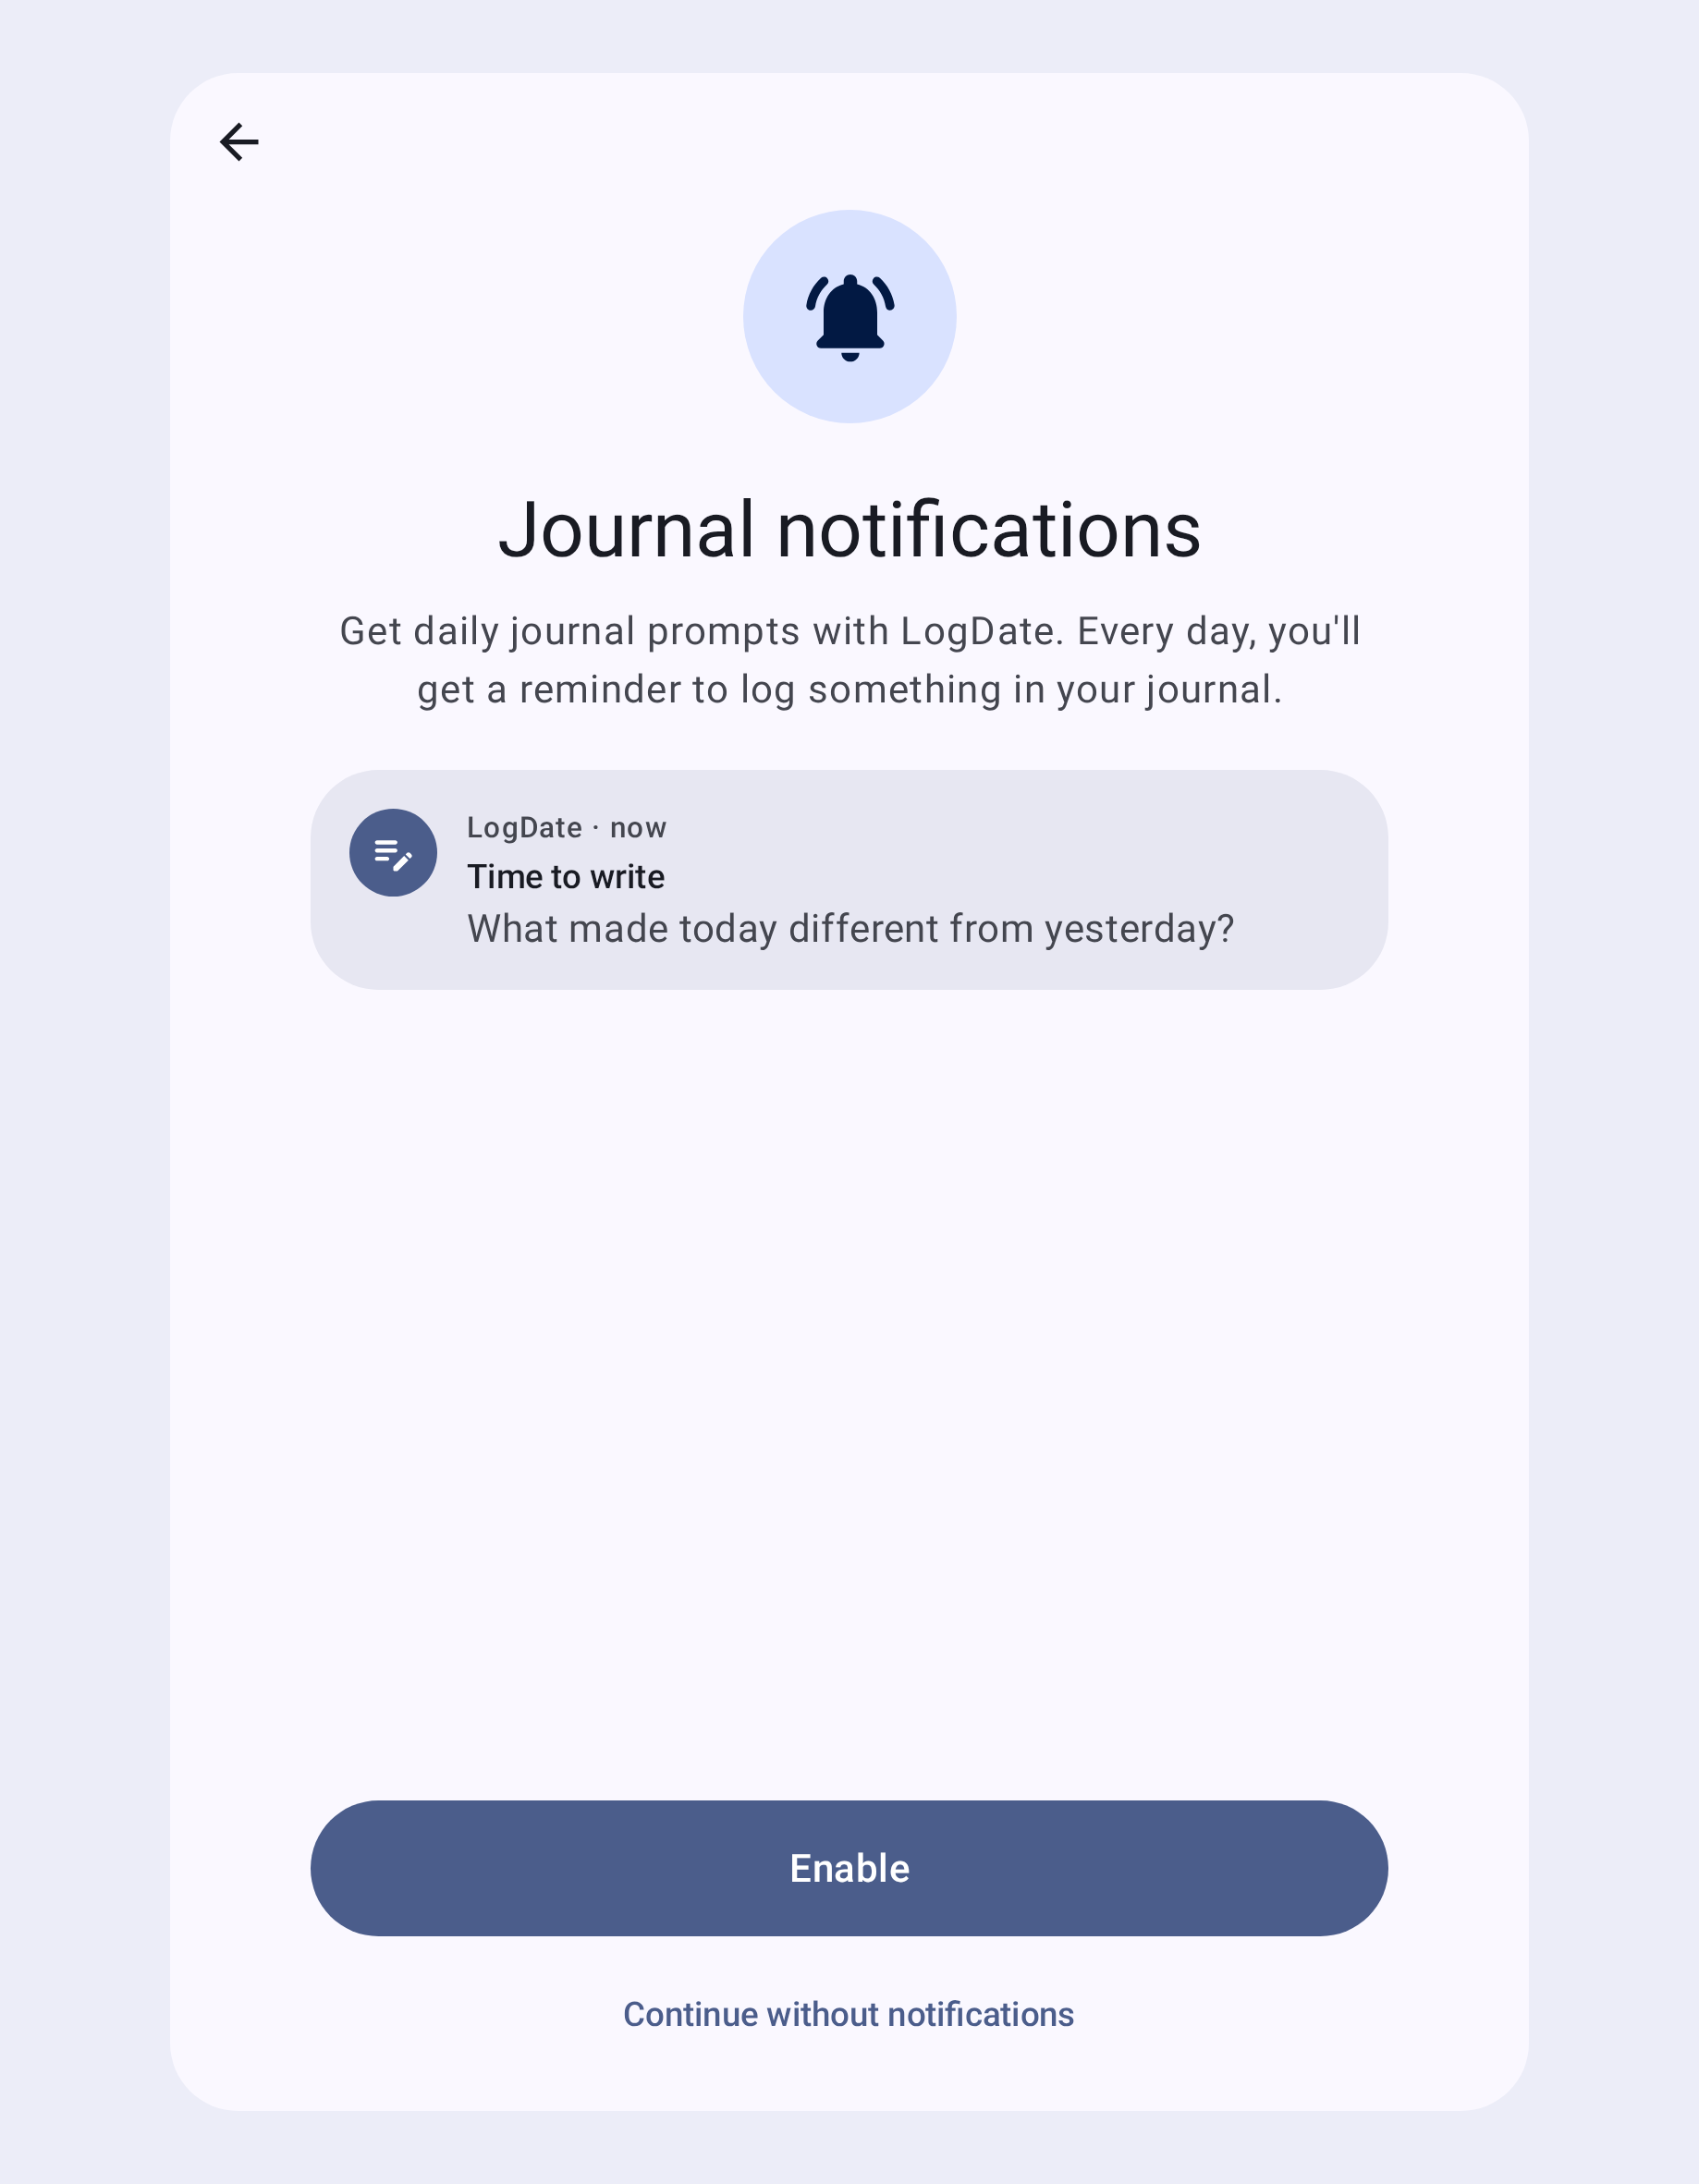 Journal notifications
Get daily journal prompts with LogDate. Every day, you'll
get a reminder to log something in your journal.
LogDate · now
Time to write
What made today different from yesterday?
Enable
Continue without notifications